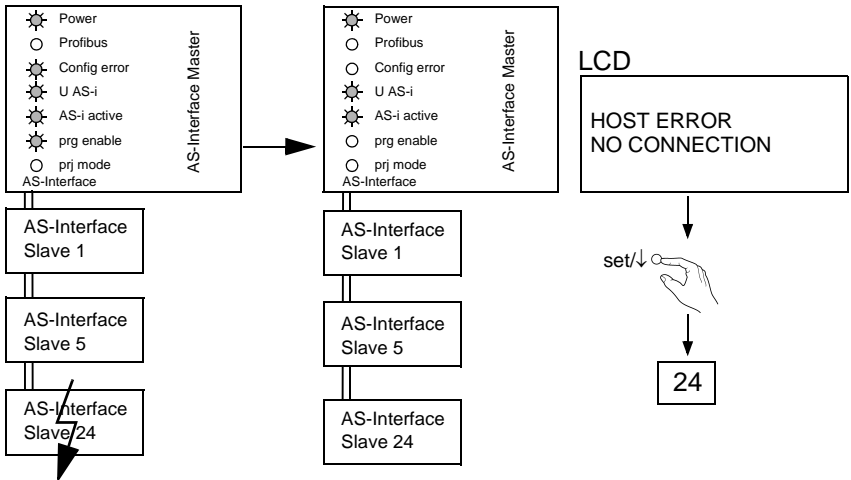 Power
Profibus
Config error
U AS-i
AS-i active
prg enable
prj mode
AS-Interface
AS-Interface Master
AS-Interface
Slave 1
AS-Interface
Slave 5
AS-Interface
Slave 24
Power
Profibus
Config error
U AS-i
AS-i active
prg enable
prj mode
AS-Interface
AS-Interface Master
AS-Interface
Slave 1
AS-Interface
Slave 5
AS-Interface
Slave 24
LCD
HOST ERROR
NO CONNECTION
set/↓
24